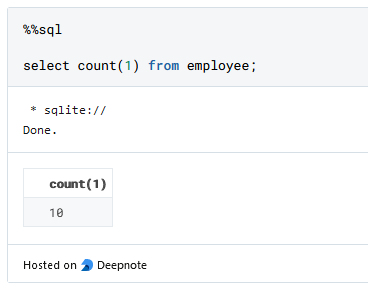 %%sql
select count(1) from employee;
* sqlite://
Done.
count(1)
10
Hosted on Deepnote